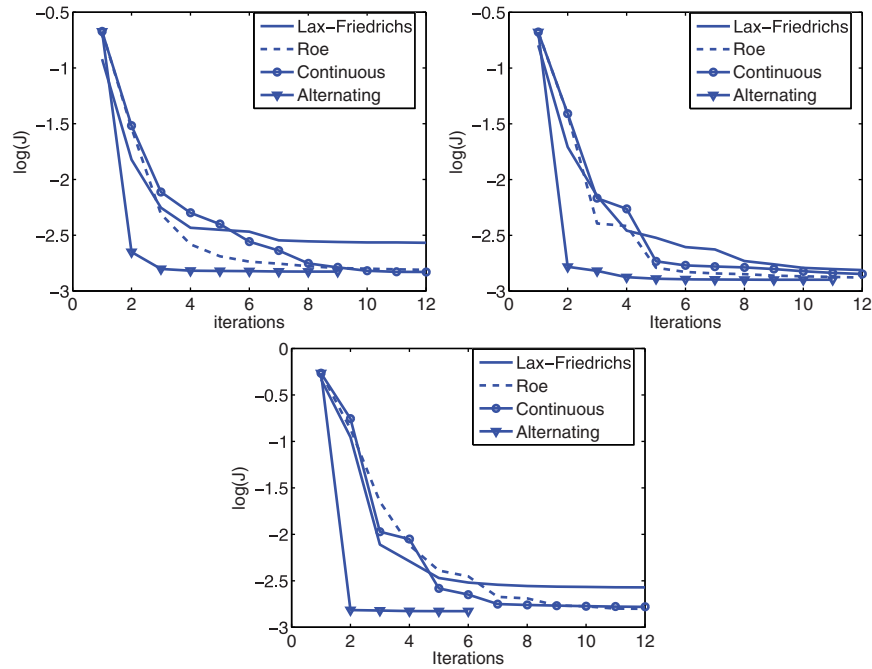 −0.5
−1
−1.5
−2
−2.5
−3
log(J)
0 2 4 6 8 10 12
iterations
Lax−Friedrichs
Roe
Continuous
Alternating
−0.5
−1
−1.5
−2
−2.5
−3
log(J)
0 2 4 6 8 10 12
Iterations
Lax−Friedrichs
Roe
Continuous
Alternating
0
−0.5
−1
−1.5
−2
−2.5
−3
log(J)
0 2 4 6 8 10 12
Iterations
Lax−Friedrichs
Roe
Continuous
Alternating